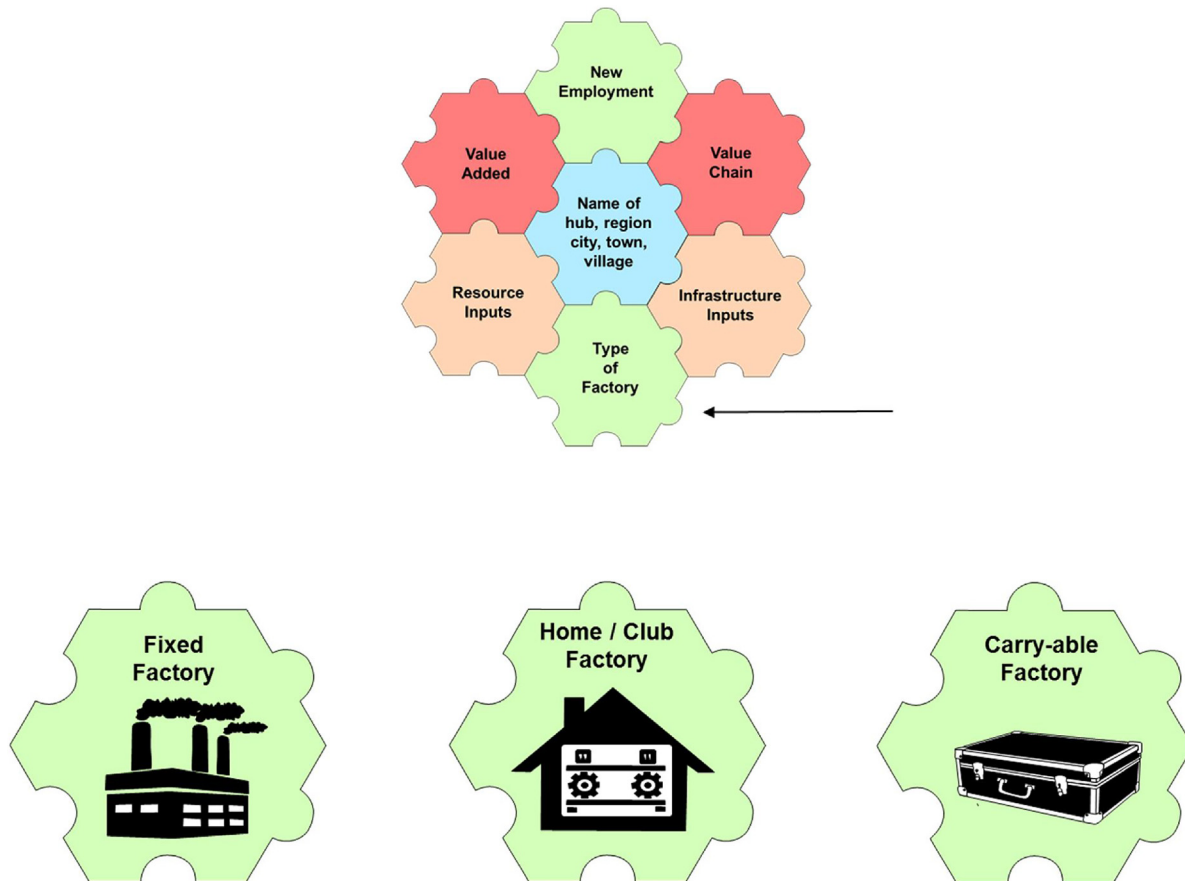 New
Employment
Value
Added
Value
Chain
Name of
hub, region
city, town,
village
Resource
Inputs
Infrastructure
Inputs
Type
of
Factory
Fixed
Factory
Home / Club
Factory
Carry-able
Factory